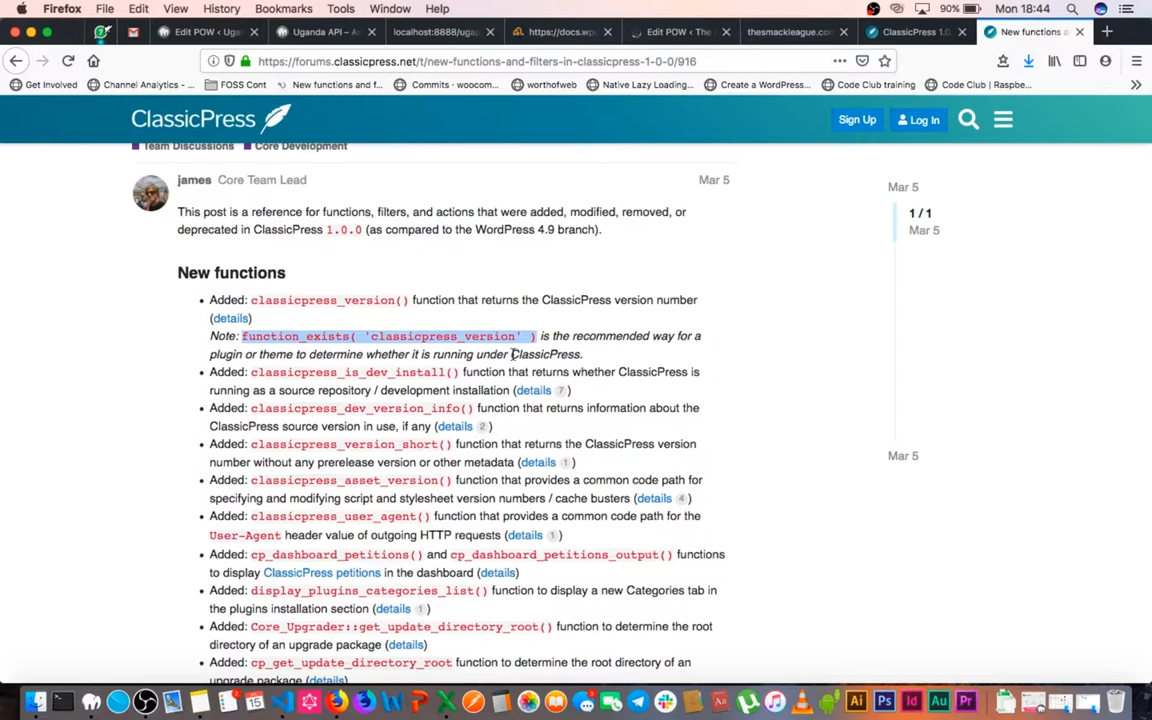 Firefox File Edit View History Bookmarks Tools Window Help 90% Mon 18:44
Edit POW ‹ Ugan Uganda API – An localhost:8888/uga https://docs.wp Edit POW ‹ The thesmackleague.com ClassicPress 1.0. New functions a
https://forums.classicpress.net/t/new-functions-and-filters-in-classicpress-1-0-0/916
Get Involved Channel Analytics - ... FOSS Cont New functions and f... Commits · woocom... worthofweb Native Lazy Loading... Create a WordPress... Code Club training Code Club | Raspbe...
ClassicPress Sign Up Log In
Team Discussions Core Development
james Core Team Lead Mar 5
This post is a reference for functions, filters, and actions that were added, modified, removed, or
deprecated in ClassicPress 1.0.0 (as compared to the WordPress 4.9 branch).
New functions
Added: classicpress_version() function that returns the ClassicPress version number
(details)
Note: function_exists( 'classicpress_version' ) is the recommended way for a
plugin or theme to determine whether it is running under ClassicPress.
Added: classicpress_is_dev_install() function that returns whether ClassicPress is
running as a source repository / development installation (details 7)
Added: classicpress_dev_version_info() function that returns information about the
ClassicPress source version in use, if any (details 2)
Added: classicpress_version_short() function that returns the ClassicPress version
number without any prerelease version or other metadata (details 1)
Added: classicpress_asset_version() function that provides a common code path for
specifying and modifying script and stylesheet version numbers / cache busters (details 4)
Added: classicpress_user_agent() function that provides a common code path for the
User-Agent header value of outgoing HTTP requests (details 1)
Added: cp_dashboard_petitions() and cp_dashboard_petitions_output() functions
to display ClassicPress petitions in the dashboard (details)
Added: display_plugins_categories_list() function to display a new Categories tab in
the plugins installation section (details 1)
Added: Core_Upgrader::get_update_directory_root() function to determine the root
directory of an upgrade package (details)
Added: cp_get_update_directory_root function to determine the root directory of an
upgrade package (details)
Mar 5
1 / 1
Mar 5
Mar 5
Ai Ps Id Au Pr